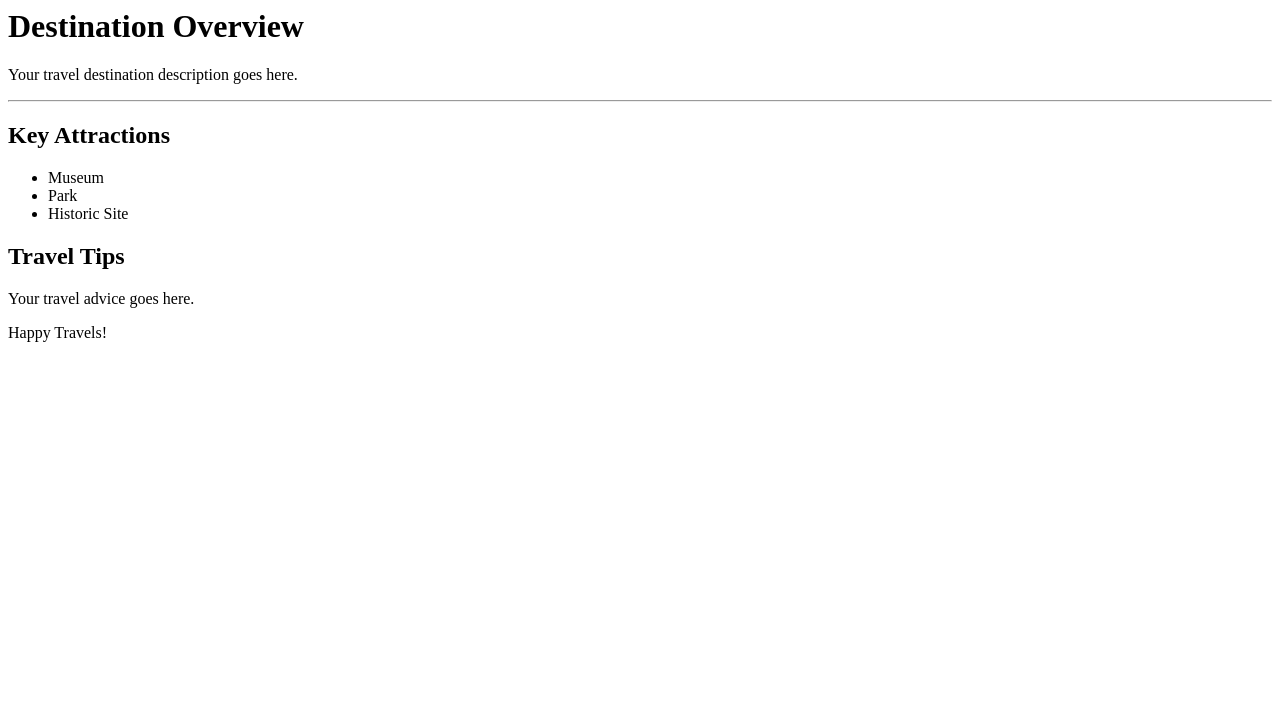 Destination Overview
Your travel destination description goes here.
Key Attractions
Museum
Park
Historic Site
Travel Tips
Your travel advice goes here.
Happy Travels!